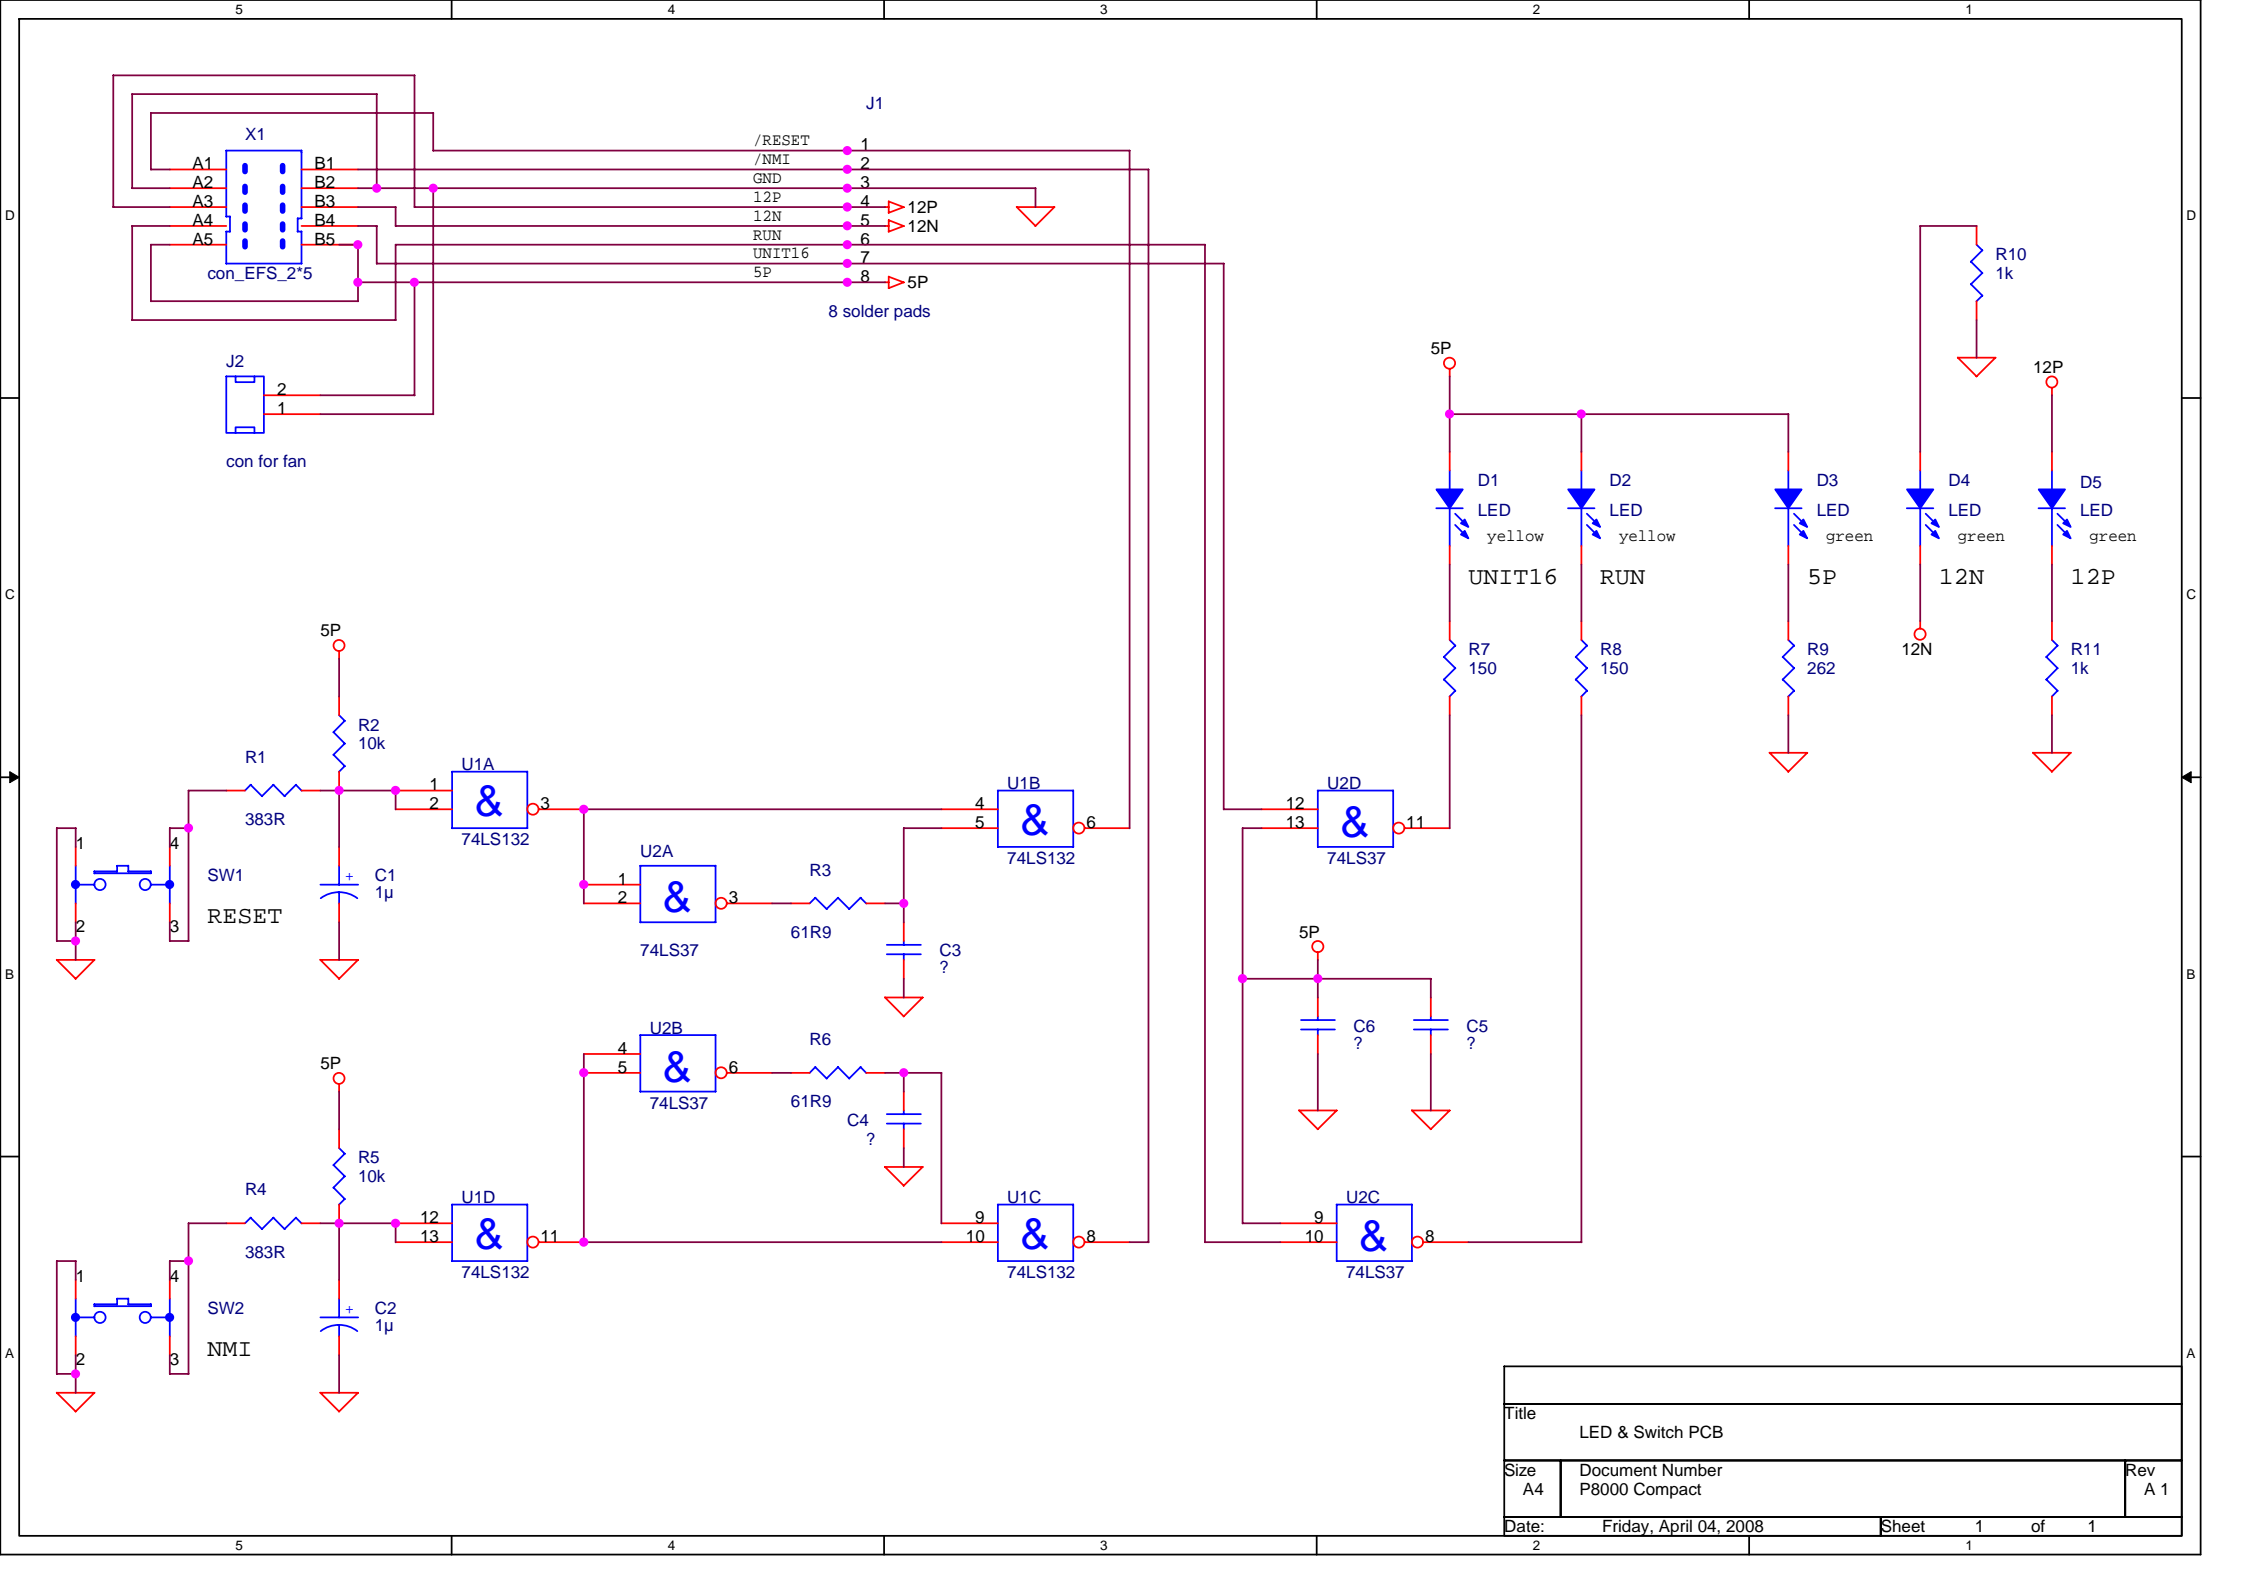 5 4 3 2 1
D
C
B
A
D
C
B
A
X1
A1 B1
A2 B2
A3 B3
A4 B4
A5 B5
con_EFS_2*5
J1
/RESET 1
/NMI 2
GND 3
12P 4 12P
12N 5 12N
RUN 6
UNIT16 7
5P 8 5P
8 solder pads
J2
2
1
con for fan
R10
1k
5P
12P
D1
LED
yellow
UNIT16
D2
LED
yellow
RUN
D3
LED
green
5P
D4
LED
green
12N
D5
LED
green
12P
12N
R7
150
R8
150
R9
262
R11
1k
5P
R2
10k
R1
383R
1 4
2 3
SW1
RESET
+
C1
1µ
U1A
1
2
3
&
74LS132
U2A
1
2
3
&
74LS37
R3
61R9
C3
?
U1B
4
5
6
&
74LS132
U2D
12
13
11
&
74LS37
5P
C6
?
C5
?
5P
R5
10k
R4
383R
1 4
2 3
SW2
NMI
+
C2
1µ
U1D
12
13
11
&
74LS132
U2B
4
5
6
&
74LS37
R6
61R9
C4
?
U1C
9
10
8
&
74LS132
U2C
9
10
8
&
74LS37
Title
LED & Switch PCB
Size Document Number Rev
A4 P8000 Compact A 1
Date: Friday, April 04, 2008 Sheet 1 of 1
5 4 3 2 1